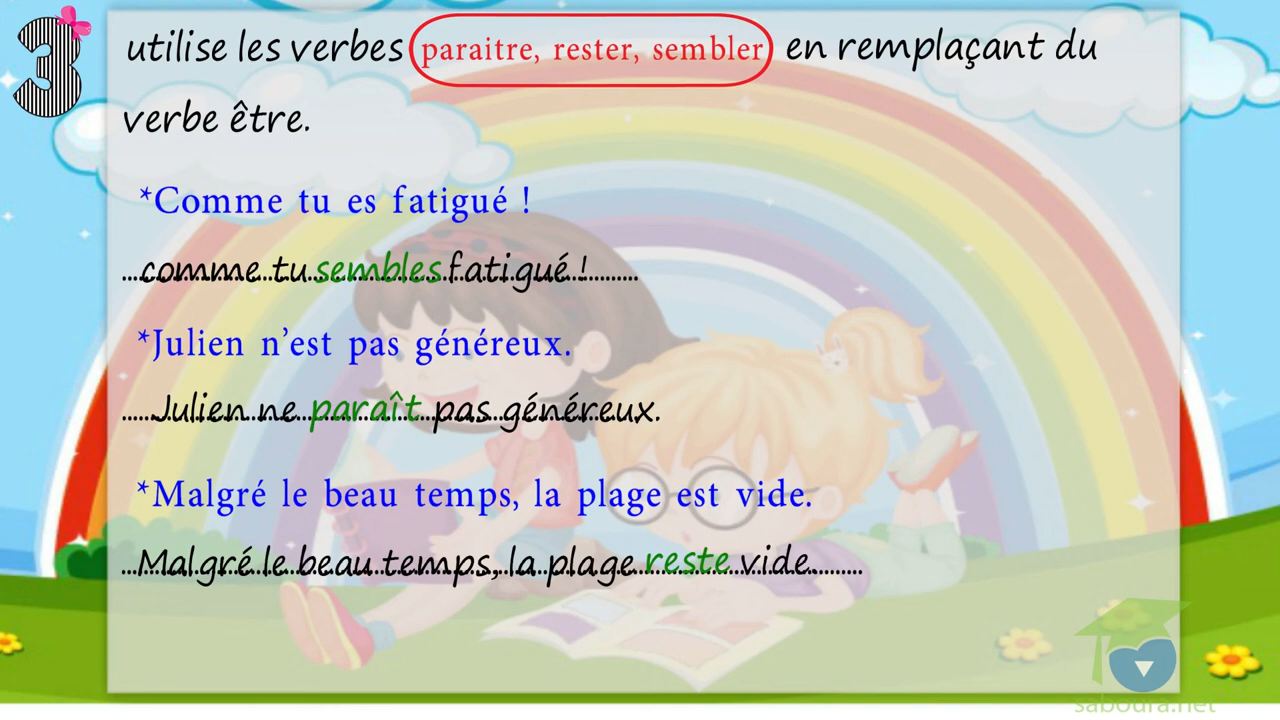 3 utilise les verbes paraitre, rester, sembler en remplaçant du
verbe être.
*Comme tu es fatigué !
comme tu sembles fatigué !
*Julien n’est pas généreux.
Julien ne paraît pas généreux.
*Malgré le beau temps, la plage est vide.
Malgré le beau temps, la plage reste vide.
saboura.net